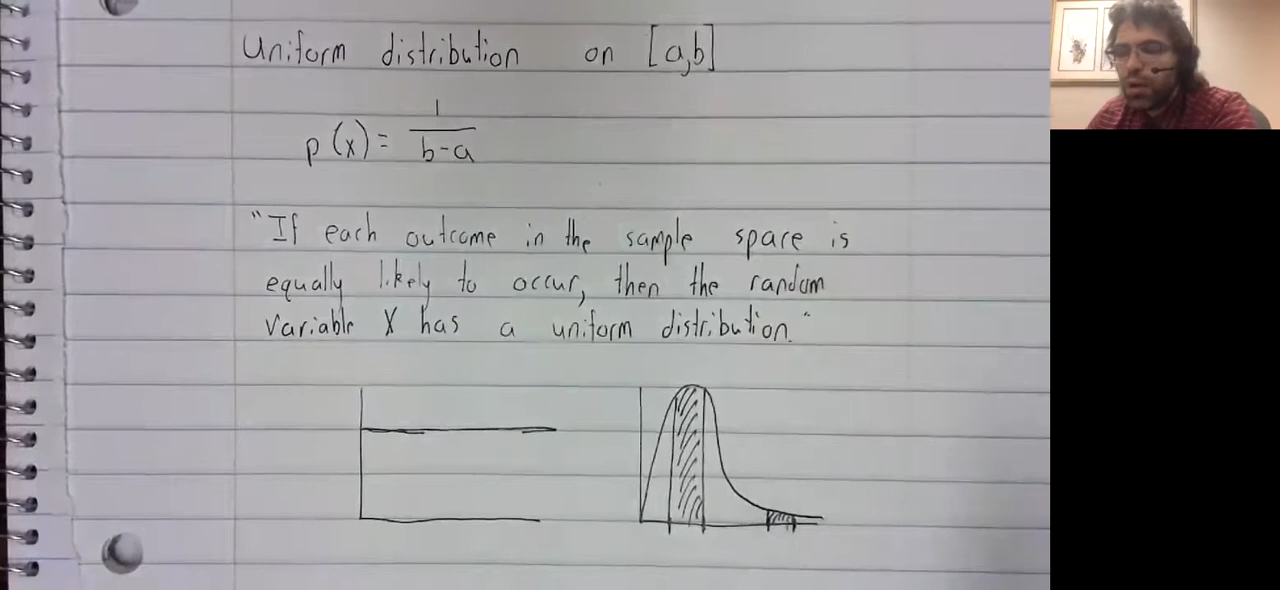 Uniform distribution on [a,b]
p(x) = 1/(b-a)
"If each outcome in the sample space is
equally likely to occur, then the random
variable X has a uniform distribution."